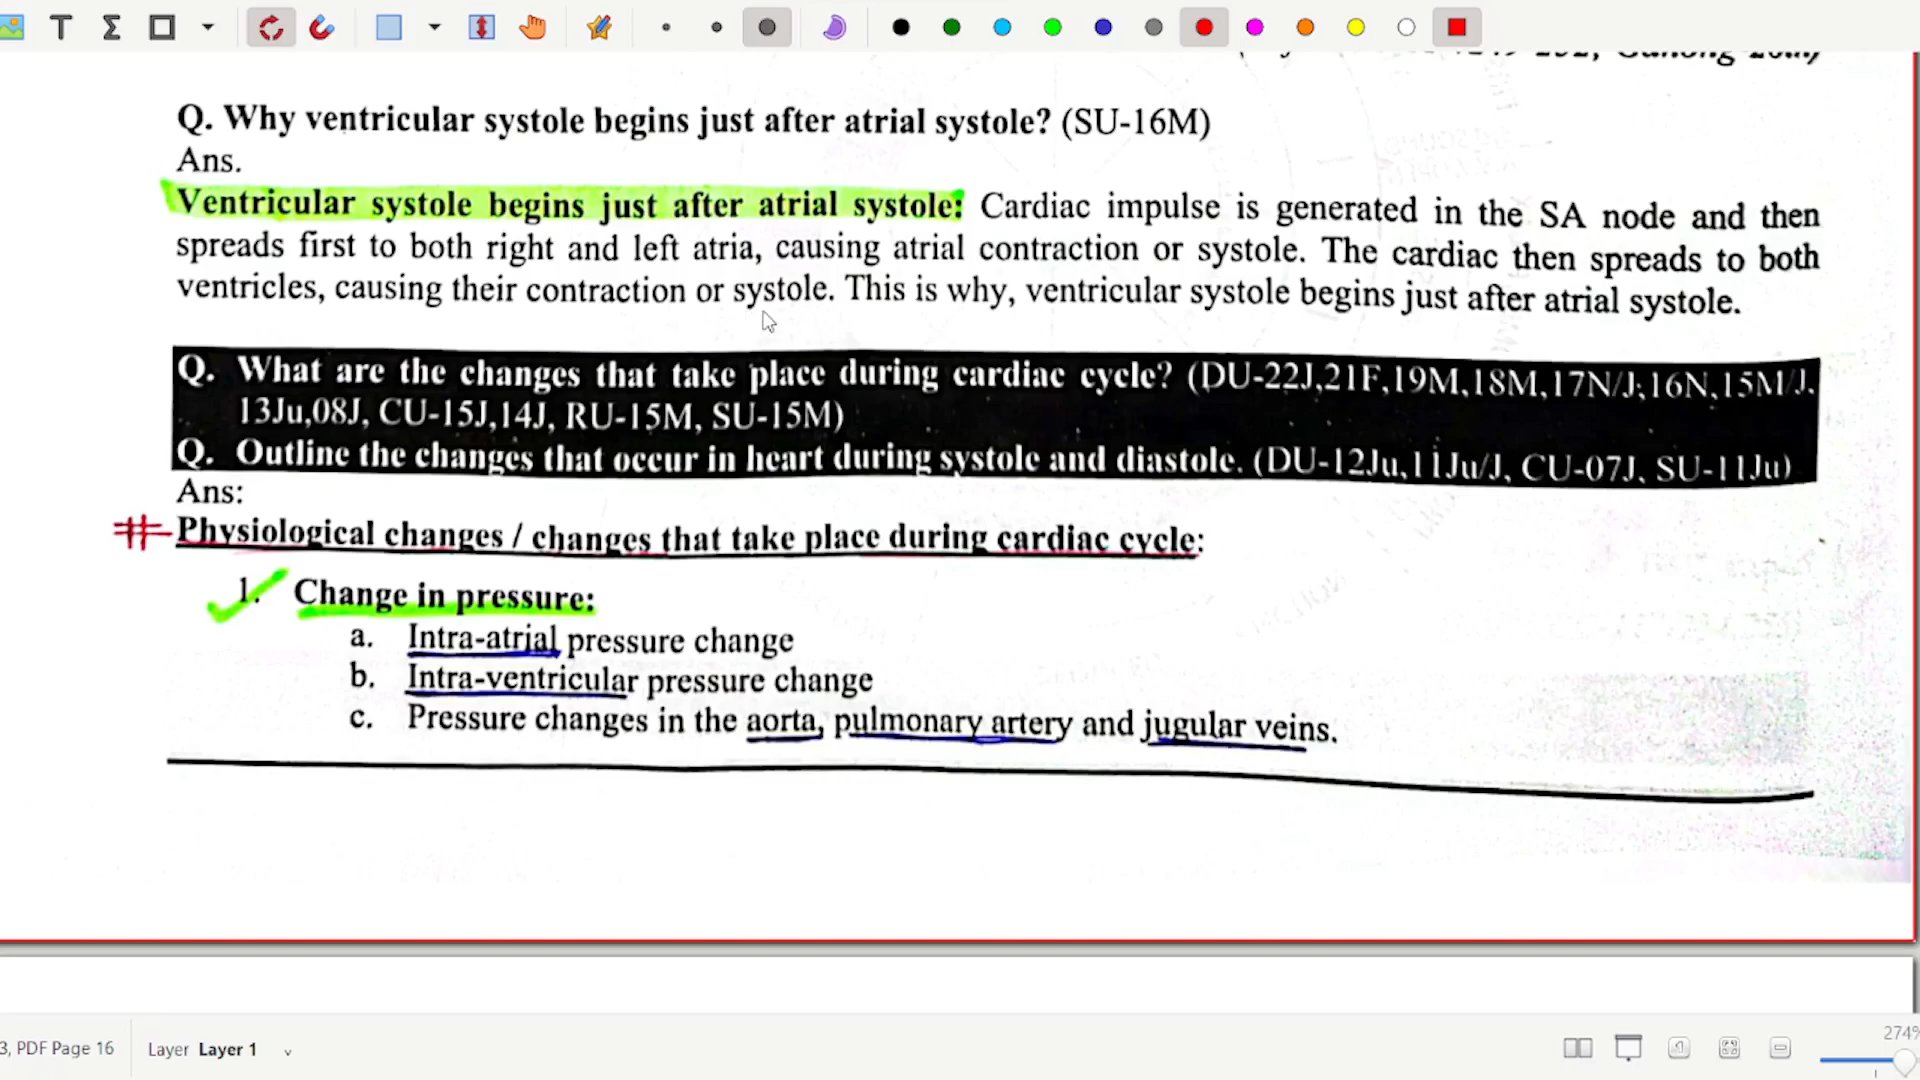 Q. Why ventricular systole begins just after atrial systole? (SU-16M)
Ans.
Ventricular systole begins just after atrial systole: Cardiac impulse is generated in the SA node and then
spreads first to both right and left atria, causing atrial contraction or systole. The cardiac then spreads to both
ventricles, causing their contraction or systole. This is why, ventricular systole begins just after atrial systole.
Q. What are the changes that take place during cardiac cycle? (DU-22J,21F,19M,18M,17N/J,16N,15M/J,
13Ju,08J, CU-15J,14J, RU-15M, SU-15M)
Q. Outline the changes that occur in heart during systole and diastole. (DU-12Ju,11Ju/J, CU-07J, SU-11Ju)
Ans:
# Physiological changes / changes that take place during cardiac cycle:
1. Change in pressure:
a. Intra-atrial pressure change
b. Intra-ventricular pressure change
c. Pressure changes in the aorta, pulmonary artery and jugular veins.
3, PDF Page 16
Layer Layer 1
274%